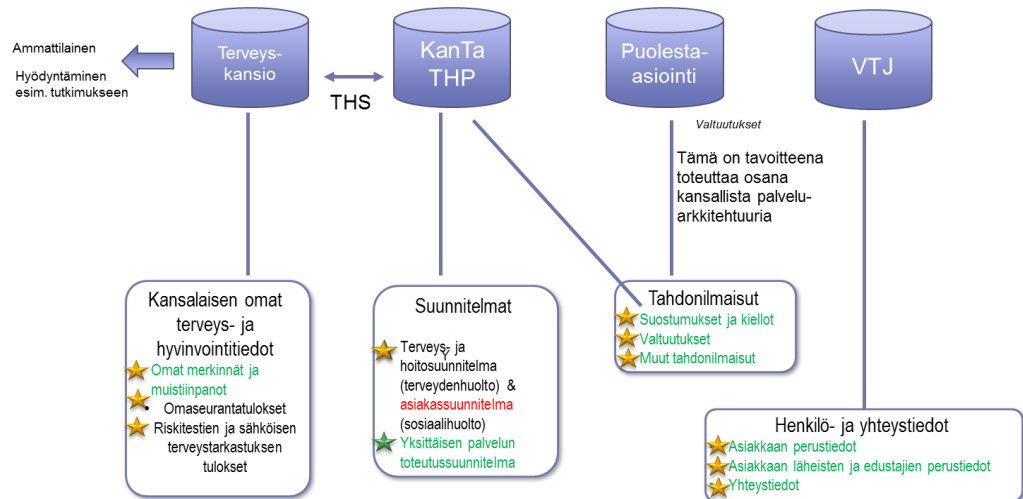 Ammattilainen
Hyödyntäminen
esim. tutkimukseen
Terveys-
kansio
THS
KanTa
THP
Puolesta-
asiointi
VTJ
Valtuutukset
Tämä on tavoitteena
toteuttaa osana
kansallista palvelu-
arkkitehtuuria
Kansalaisen omat
terveys- ja
hyvinvointitiedot
Omat merkinnät ja
muistiinpanot
• Omaseurantatulokset
Riskitestien ja sähköisen
terveystarkastuksen
tulokset
Suunnitelmat
Terveys- ja
hoitosuunnitelma
(terveydenhuolto) &
asiakassuunnitelma
(sosiaalihuolto)
Yksittäisen palvelun
toteutussuunnitelma
Tahdonilmaisut
Suostumukset ja kiellot
Valtuutukset
Muut tahdonilmaisut
Henkilö- ja yhteystiedot
Asiakkaan perustiedot
Asiakkaan läheisten ja edustajien perustiedot
Yhteystiedot